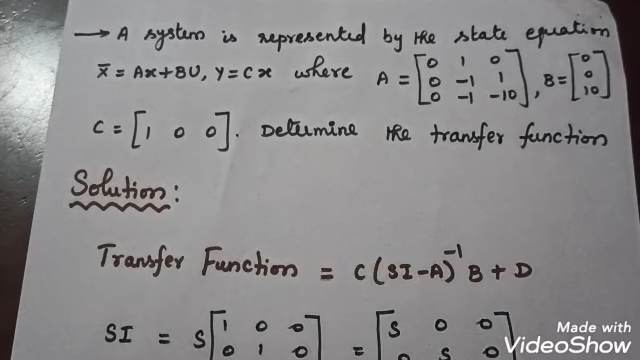 → A system is represented by the state equation
Ẋ = Ax+BU, Y=Cx where A = [0 1 0; 0 -1 1; 0 -1 -10], B = [0; 0; 10]
C = [1 0 0]. Determine the transfer function
Solution:
Transfer Function = C(SI-A)⁻¹B + D
SI = S[1 0 0; 0 1 0 = [S 0 0; 0 S 0
Made with
VideoShow